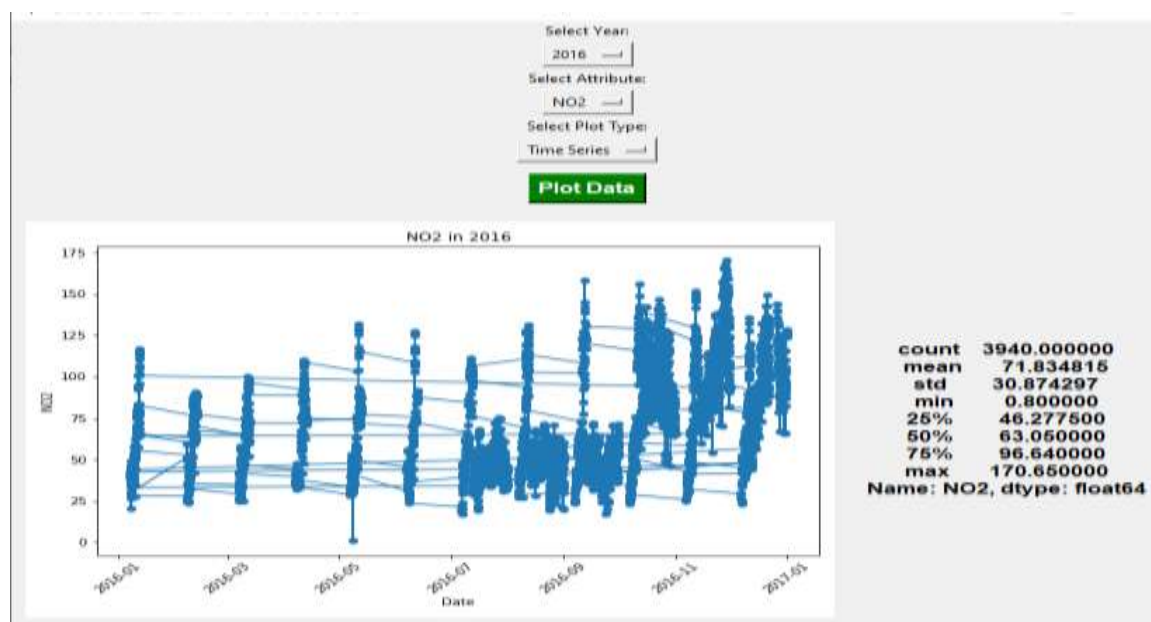 Select Year:
2016
Select Attribute:
NO2
Select Plot Type:
Time Series
Plot Data
NO2 in 2016
175
150
125
100
75
50
25
0
NO2
2016-01
2016-03
2016-05
2016-07
2016-09
2016-11
2017-01
Date
count 3940.000000
mean 71.834815
std 30.874297
min 0.800000
25% 46.277500
50% 63.050000
75% 96.640000
max 170.650000
Name: NO2, dtype: float64